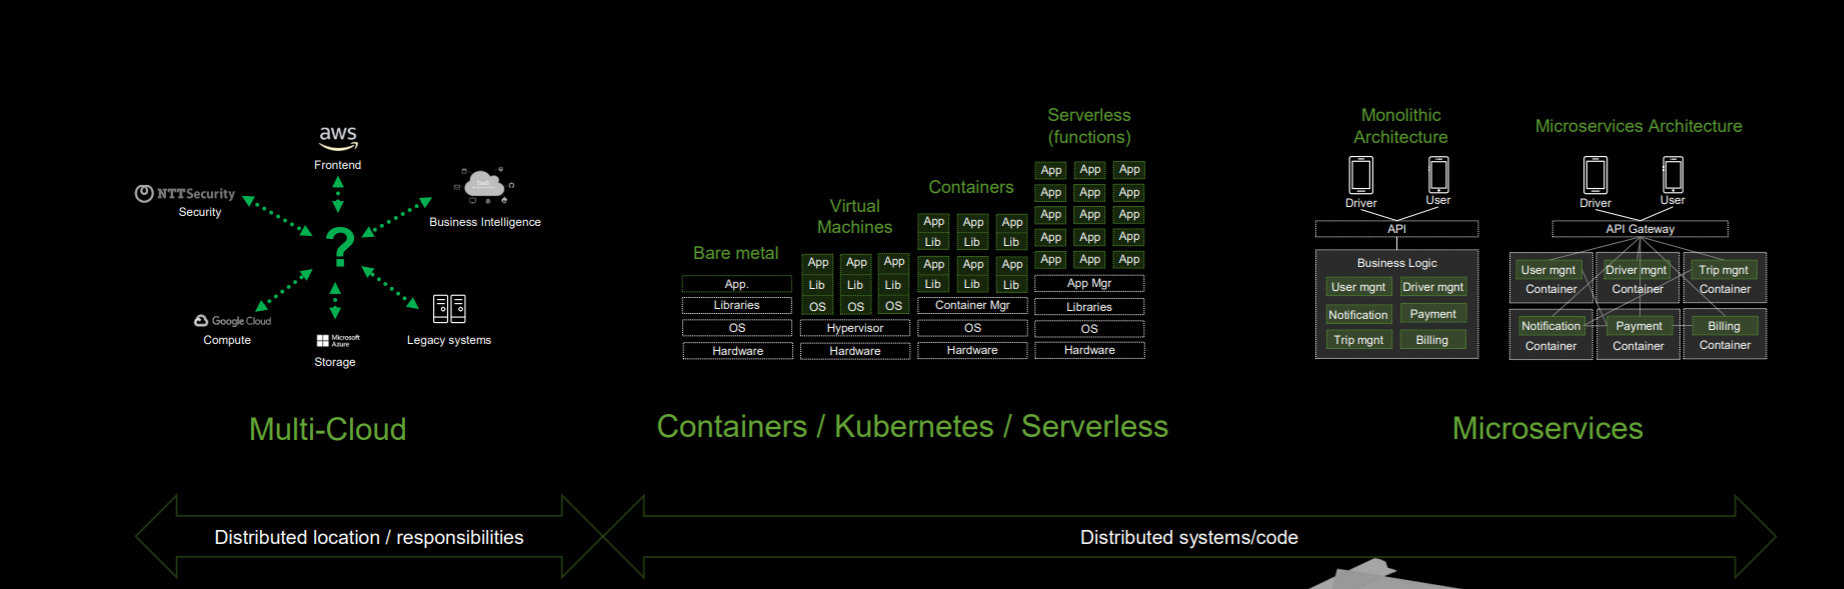 aws
Frontend
NTTSecurity
Security
Business Intelligence
?
Google Cloud
Compute
Microsoft
Azure
Storage
Legacy systems
Multi-Cloud
Bare metal
App.
Libraries
OS
Hardware
Virtual
Machines
App App App
Lib Lib Lib
OS OS OS
Hypervisor
Hardware
Containers
App App App
Lib Lib Lib
App App App
Lib Lib Lib
Container Mgr
OS
Hardware
Serverless
(functions)
App App App
App App App
App App App
App App App
App App App
App Mgr
Libraries
OS
Hardware
Containers / Kubernetes / Serverless
Monolithic
Architecture
Driver User
API
Business Logic
User mgnt Driver mgnt
Notification Payment
Trip mgnt Billing
Microservices Architecture
Driver User
API Gateway
User mgnt Driver mgnt Trip mgnt
Container Container Container
Notification Payment Billing
Container Container Container
Microservices
Distributed location / responsibilities
Distributed systems/code